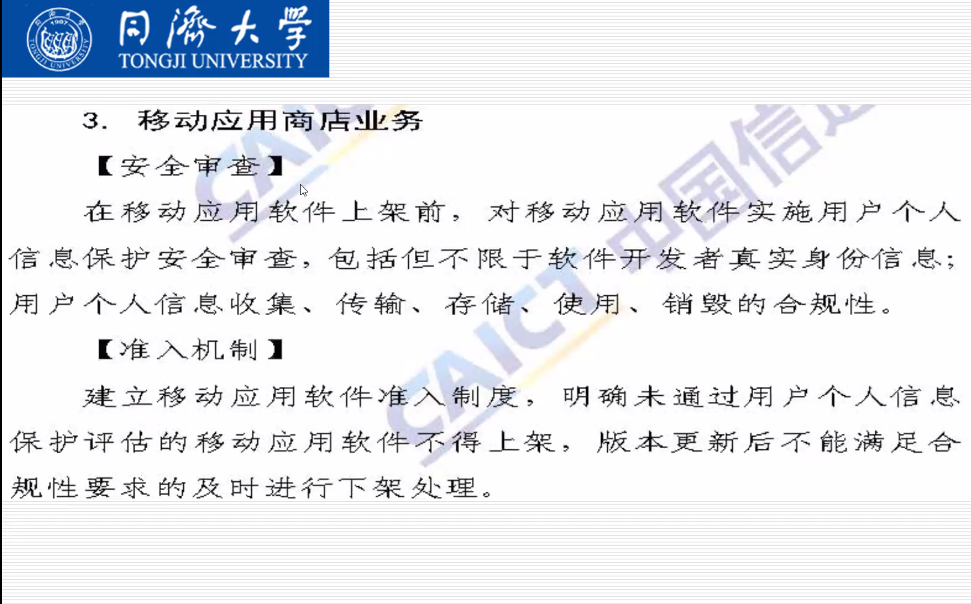 同濟大学
TONGJI UNIVERSITY
3. 移动应用商店业务
【安全审查】
在移动应用软件上架前，对移动应用软件实施用户个人
信息保护安全审查，包括但不限于软件开发者真实身份信息；
用户个人信息收集、传输、存储、使用、销毁的合规性。
【准入机制】
建立移动应用软件准入制度，明确未通过用户个人信息
保护评估的移动应用软件不得上架，版本更新后不能满足合
规性要求的及时进行下架处理。
CAICT 中国信通
CAICT